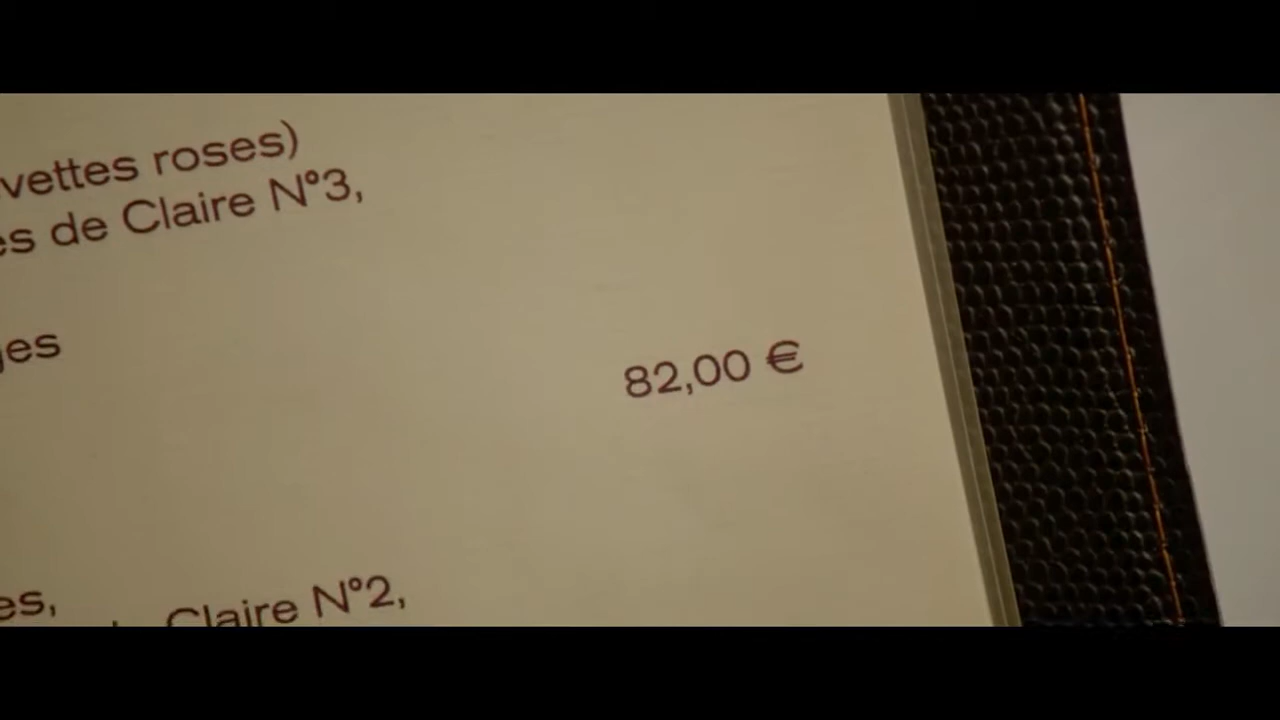 vettes roses)
es de Claire N°3,
ges
82,00 €
es,
Claire N°2,